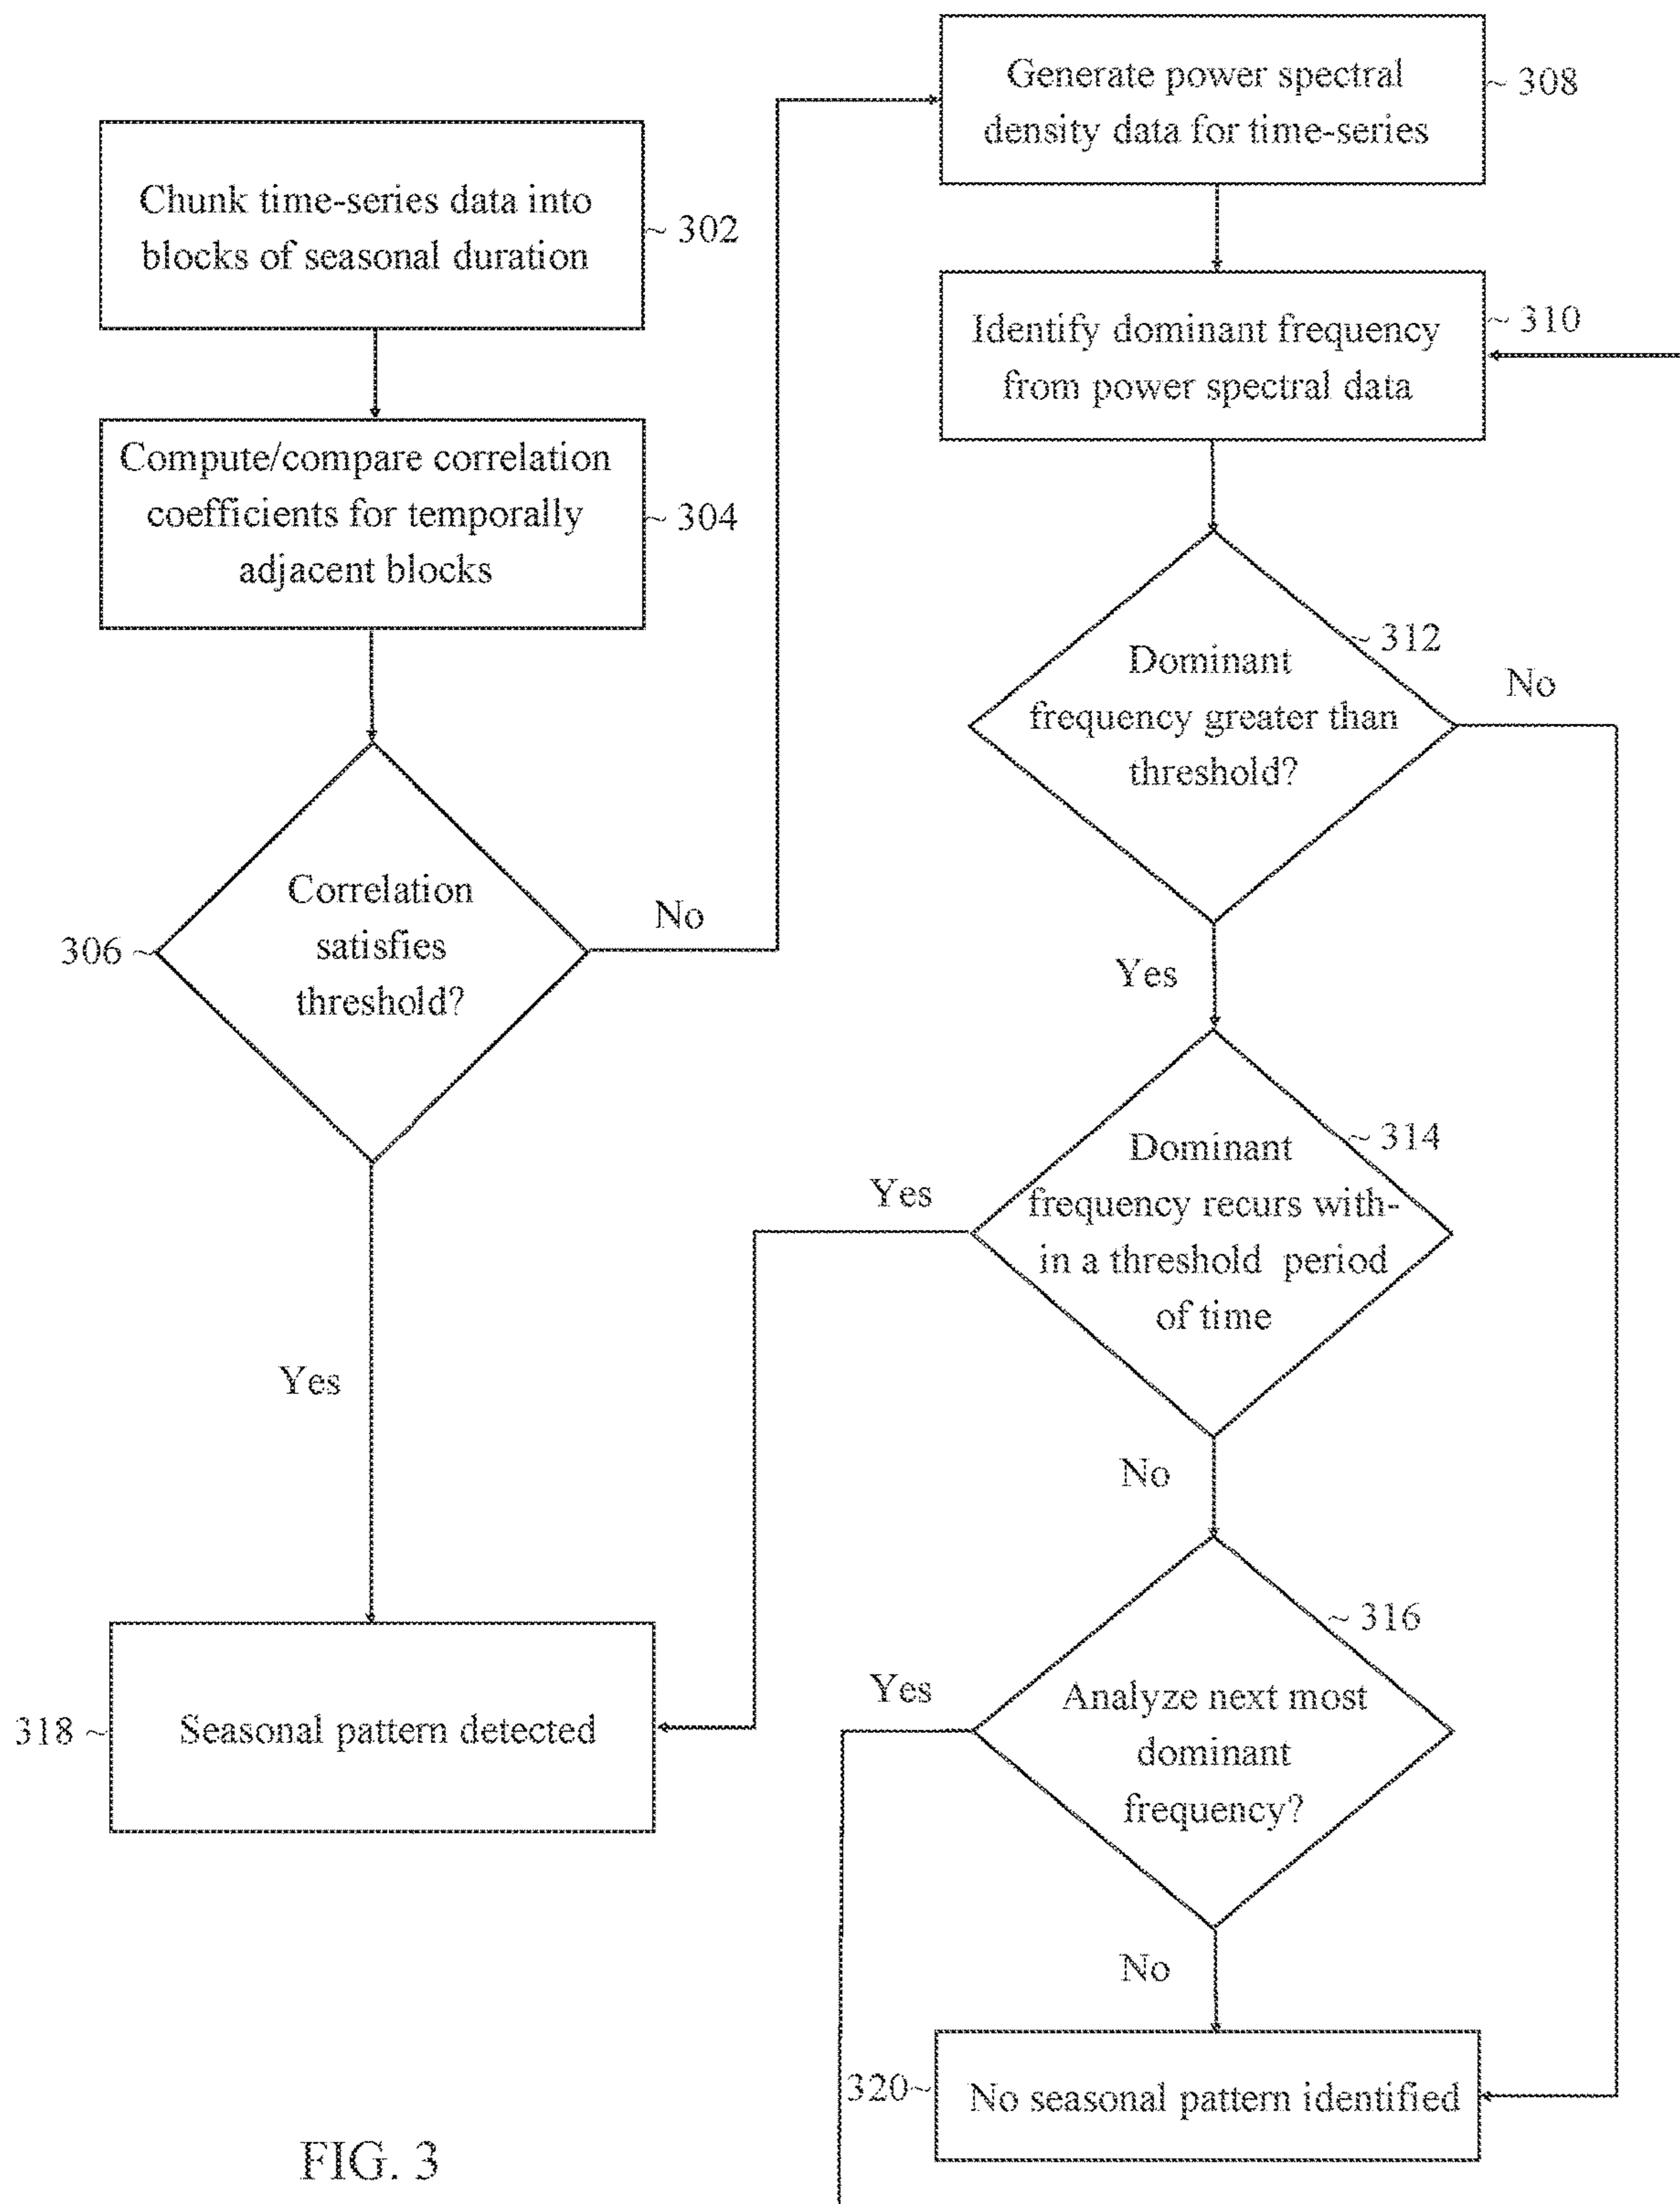 Chunk time-series data into
blocks of seasonal duration
~ 302
Compute/compare correlation
coefficients for temporally
adjacent blocks
~ 304
Correlation
satisfies
threshold?
306 ~
No
Yes
Generate power spectral
density data for time-series
~ 308
Identify dominant frequency
from power spectral data
~ 310
Dominant
frequency greater than
threshold?
~ 312
No
Yes
Dominant
frequency recurs with-
in a threshold period
of time
~ 314
Yes
No
Analyze next most
dominant
frequency?
~ 316
Yes
No
318 ~
Seasonal pattern detected
320 ~
No seasonal pattern identified
FIG. 3